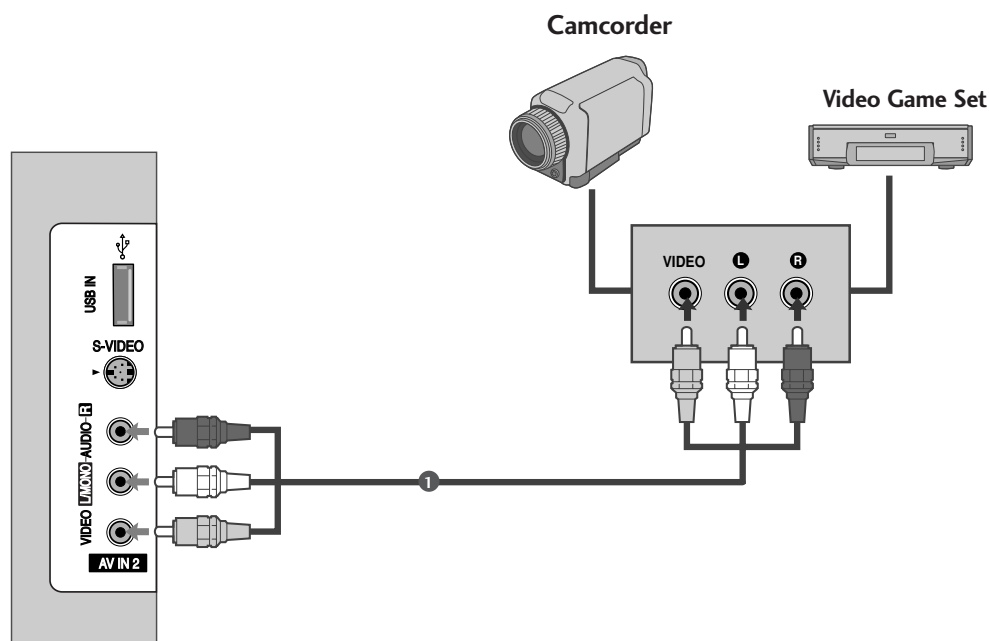 Camcorder
Video Game Set
VIDEO
L
R
USB IN
S-VIDEO
VIDEO L/MONO AUDIO R
AV IN 2
1